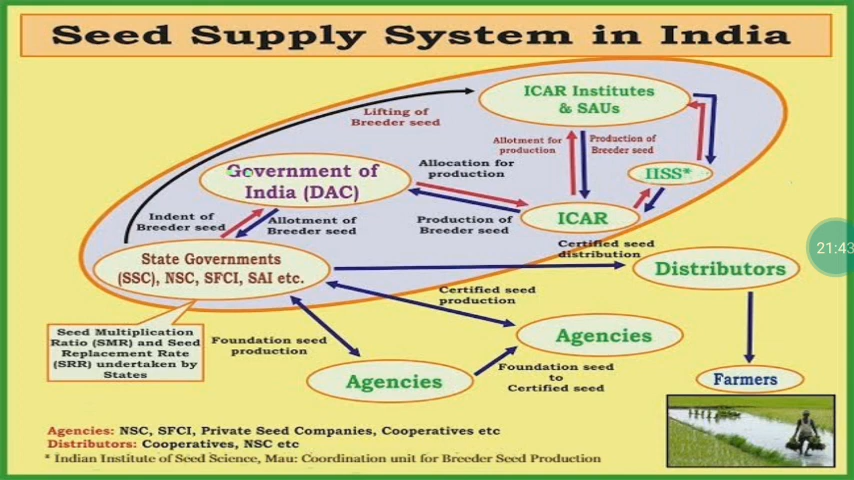 Seed Supply System in India
ICAR Institutes
& SAUs
Lifting of
Breeder seed
Allotment for
production
Production of
Breeder seed
Government of
India (DAC)
Allocation for
production
IISS*
Indent of
Breeder seed
Allotment of
Breeder seed
Production of
Breeder seed
ICAR
Certified seed
distribution
21:43
State Governments
(SSC), NSC, SFCI, SAI etc.
Distributors
Certified seed
production
Seed Multiplication
Ratio (SMR) and Seed
Replacement Rate
(SRR) undertaken by
States
Foundation seed
production
Agencies
Agencies
Foundation seed
to
Certified seed
Farmers
Agencies: NSC, SFCI, Private Seed Companies, Cooperatives etc
Distributors: Cooperatives, NSC etc
* Indian Institute of Seed Science, Mau: Coordination unit for Breeder Seed Production